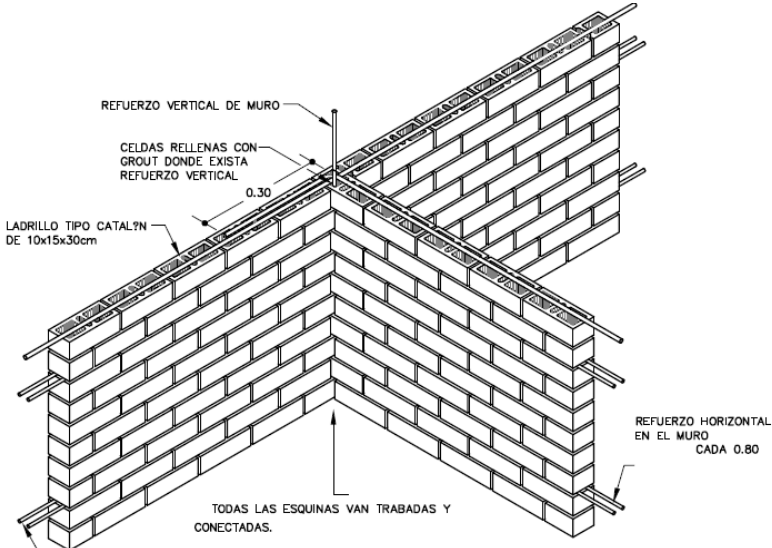 REFUERZO VERTICAL DE MURO
CELDAS RELLENAS CON
GROUT DONDE EXISTA
REFUERZO VERTICAL
0.30
LADRILLO TIPO CATAL?N
DE 10x15x30cm
REFUERZO HORIZONTAL
EN EL MURO
CADA 0.80
TODAS LAS ESQUINAS VAN TRABADAS Y
CONECTADAS.